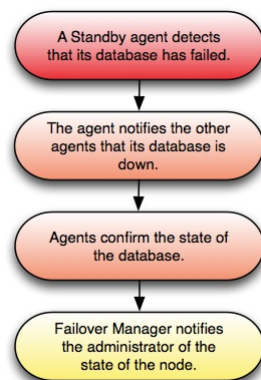 A Standby agent detects
that its database has failed.
The agent notifies the other
agents that its database is
down.
Agents confirm the state of
the database.
Failover Manager notifies
the administrator of the
state of the node.